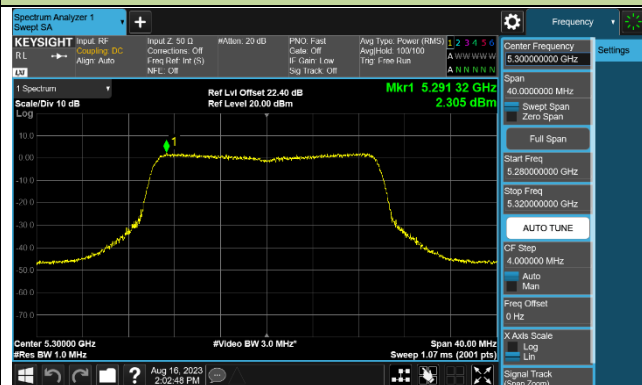 Spectrum Analyzer 1
Swept SA
Frequency
KEYSIGHT
RL
LXI
Input: RF
Coupling: DC
Align: Auto
Input Z: 50 Ω
Corrections: Off
Freq Ref: Int (S)
NFE: Off
#Atten: 20 dB
PNO: Fast
Gate: Off
IF Gain: Low
Sig Track: Off
Avg Type: Power (RMS)
Avg|Hold: 100/100
Trig: Free Run
1 2 3 4 5 6
A W W W W W
A N N N N N
1 Spectrum
Scale/Div 10 dB
Log
Ref Lvl Offset 22.40 dB
Ref Level 20.00 dBm
Mkr1 5.291 32 GHz
2.305 dBm
1
10.0
0.00
-10.0
-20.0
-30.0
-40.0
-50.0
-60.0
-70.0
Center 5.30000 GHz
#Res BW 1.0 MHz
#Video BW 3.0 MHz*
Span 40.00 MHz
Sweep 1.07 ms (2001 pts)
Aug 16, 2023
2:02:48 PM
Center Frequency
5.300000000 GHz
Settings
Span
40.0000000 MHz
Swept Span
Zero Span
Full Span
Start Freq
5.280000000 GHz
Stop Freq
5.320000000 GHz
AUTO TUNE
CF Step
4.000000 MHz
Auto
Man
Freq Offset
0 Hz
X Axis Scale
Log
Lin
Signal Track
(Span Zoom)